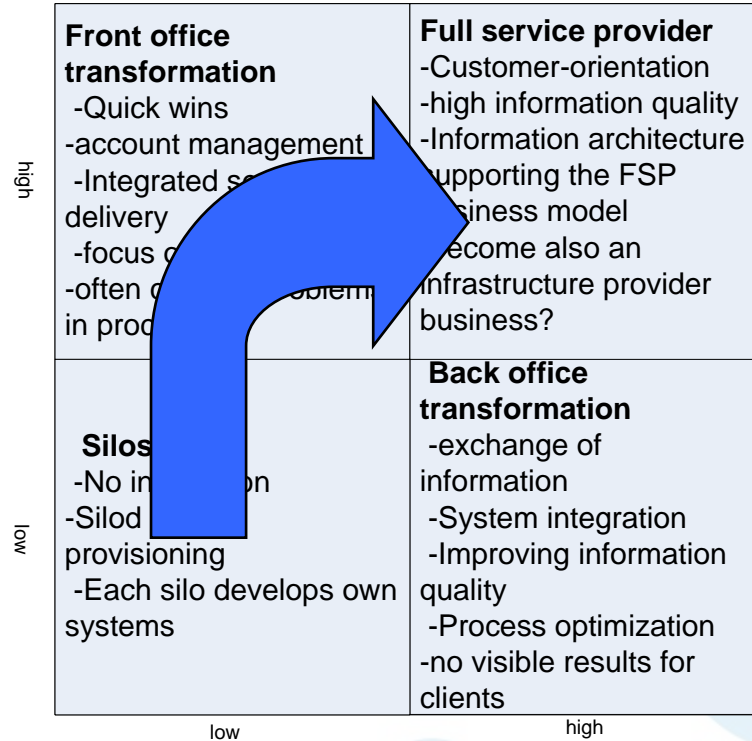 Front office
transformation
-Quick wins
-account management
-Integrated
delivery
-focus
-often
in
Full service provider
-Customer-orientation
-high information quality
-Information architecture
supporting the FSP
business model
become also an
infrastructure provider
business?
high
Silos
-No
-Silod
provisioning
-Each silo develops own
systems
Back office
transformation
-exchange of
information
-System integration
-Improving information
quality
-Process optimization
-no visible results for
clients
low
low
high